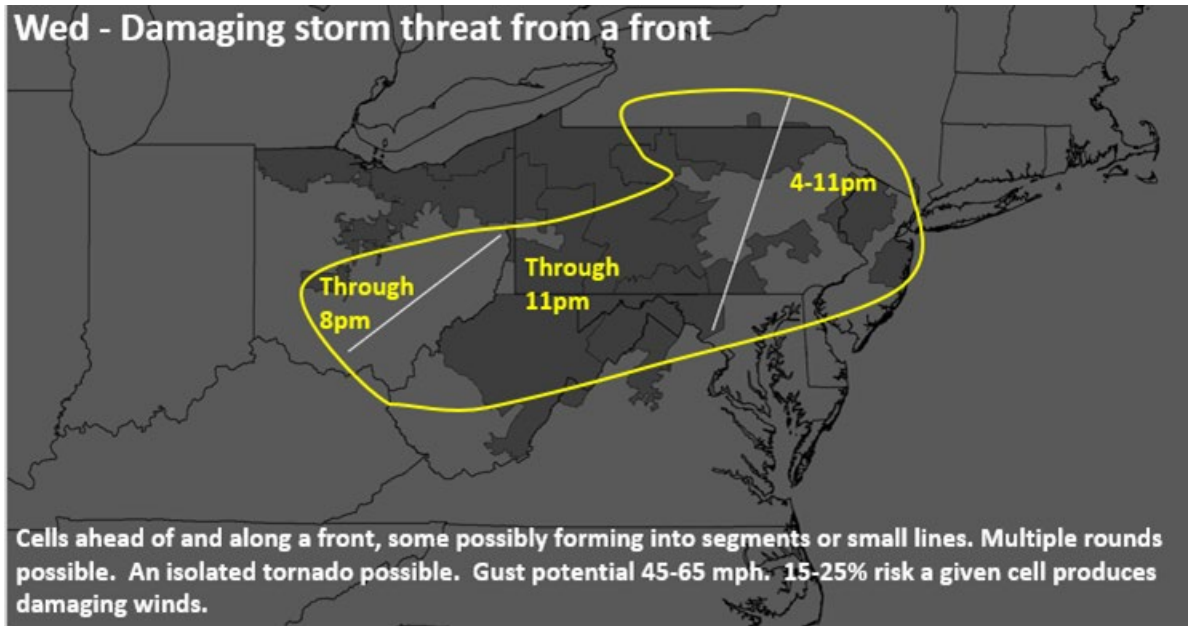 Wed - Damaging storm threat from a front
4-11pm
Through
11pm
Through
8pm
Cells ahead of and along a front, some possibly forming into segments or small lines. Multiple rounds
possible.  An isolated tornado possible.  Gust potential 45-65 mph.  15-25% risk a given cell produces
damaging winds.